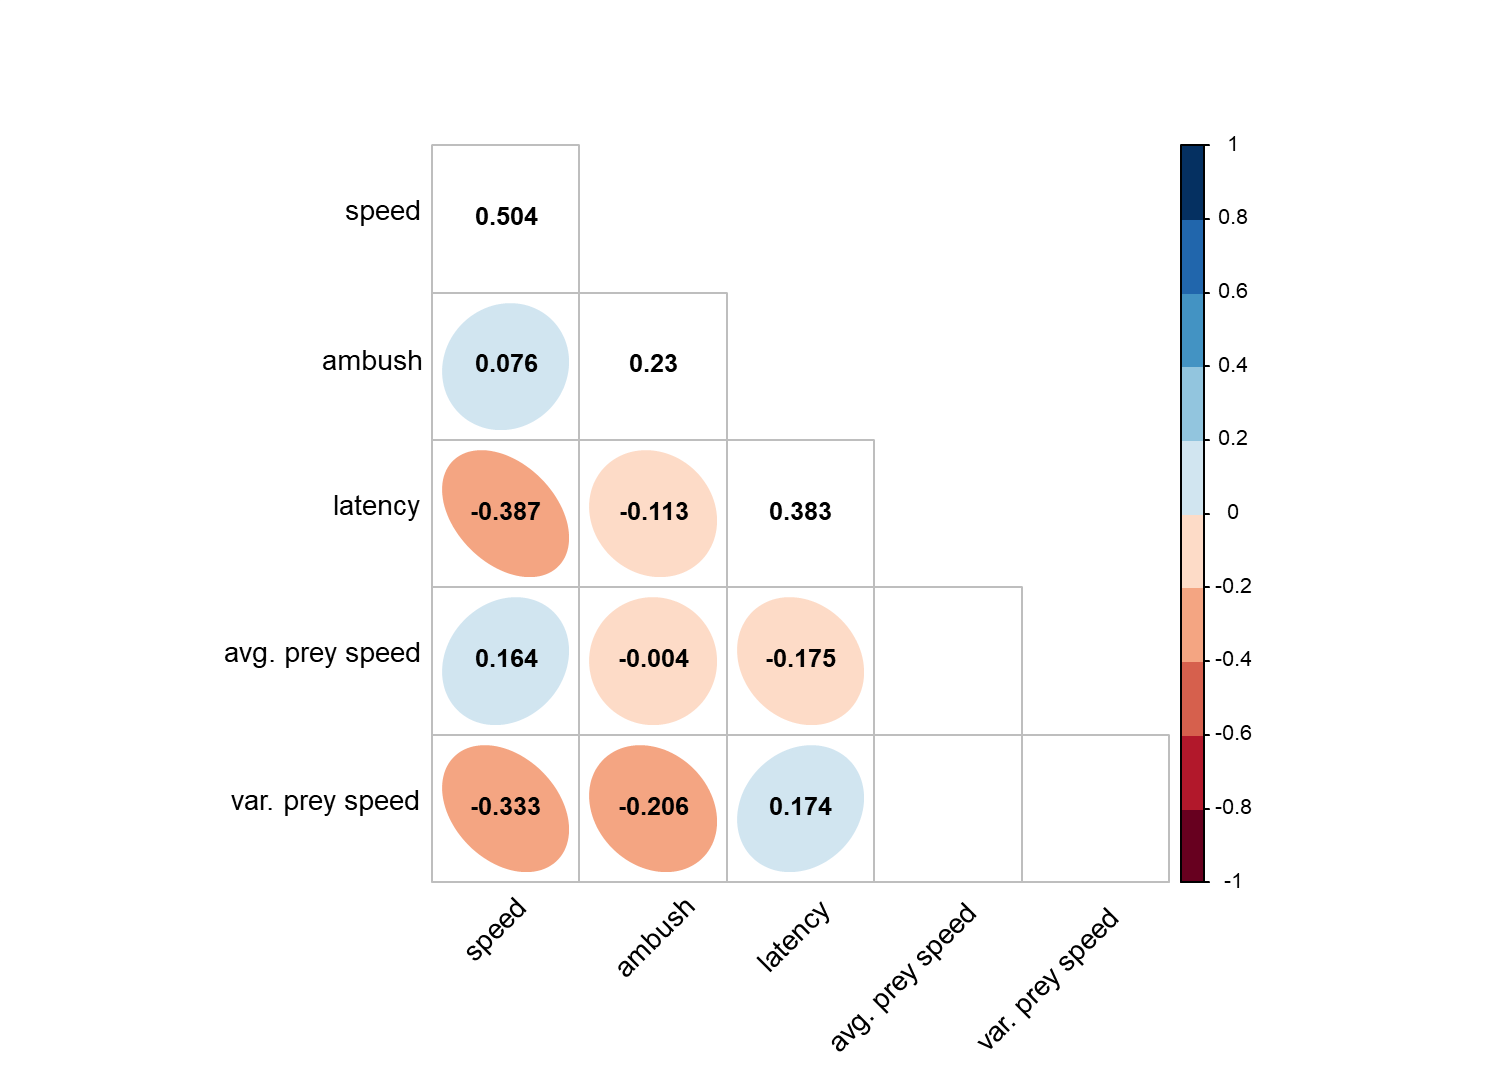 speed 0.504
ambush 0.076 0.23
latency -0.387 -0.113 0.383
avg. prey speed 0.164 -0.004 -0.175
var. prey speed -0.333 -0.206 0.174
speed ambush latency avg. prey speed var. prey speed
1
0.8
0.6
0.4
0.2
0
-0.2
-0.4
-0.6
-0.8
-1